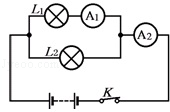 L₁ A₁
L₂ A₂
K